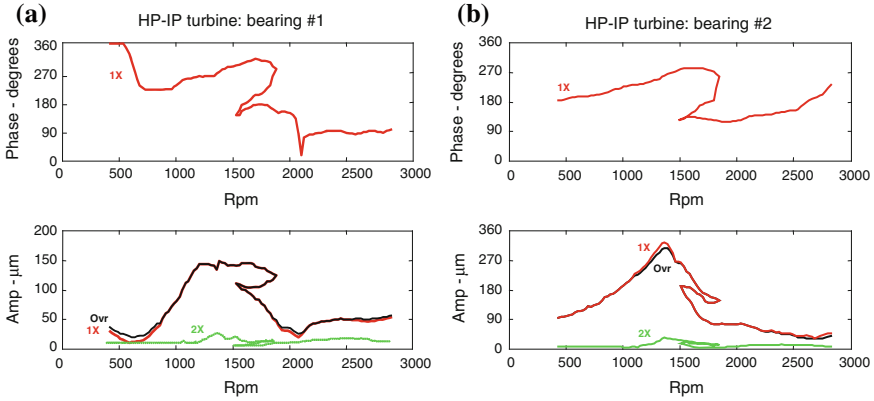 (a)
HP-IP turbine: bearing #1
Phase - degrees
360
270
180
90
0
1X
0 500 1000 1500 2000 2500 3000
Rpm
Amp - µm
200
150
100
50
0
Ovr
1X
2X
0 500 1000 1500 2000 2500 3000
Rpm
(b)
HP-IP turbine: bearing #2
Phase - degrees
360
270
180
90
0
1X
0 500 1000 1500 2000 2500 3000
Rpm
Amp - µm
360
270
180
90
0
1X
Ovr
2X
0 500 1000 1500 2000 2500 3000
Rpm